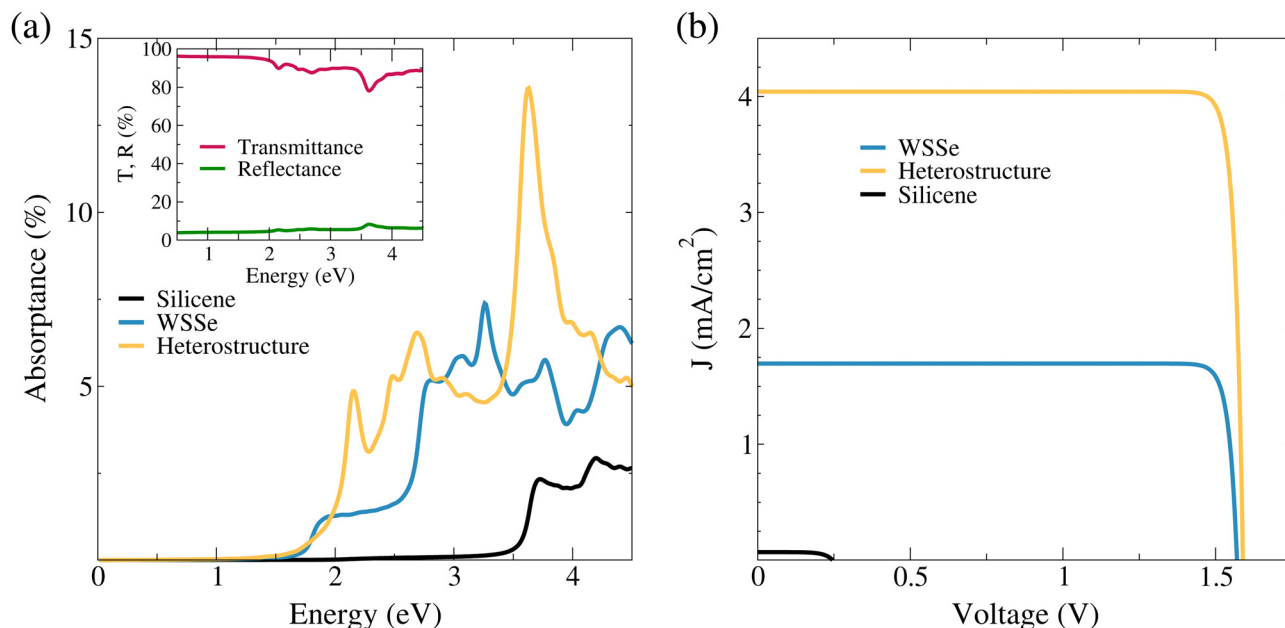 (a)
15
10
5
0
1
2
3
4
Absorptance (%)
Energy (eV)
100
80
60
40
20
0
1
2
3
4
T, R (%)
Energy (eV)
Transmittance
Reflectance
Silicene
WSSe
Heterostructure
(b)
4
3
2
1
0
0.5
1
1.5
J (mA/cm²)
Voltage (V)
WSSe
Heterostructure
Silicene